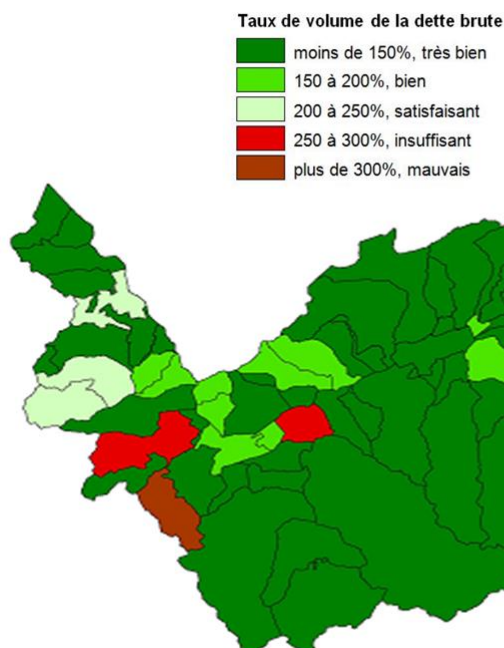 Taux de volume de la dette brute
moins de 150%, très bien
150 à 200%, bien
200 à 250%, satisfaisant
250 à 300%, insuffisant
plus de 300%, mauvais